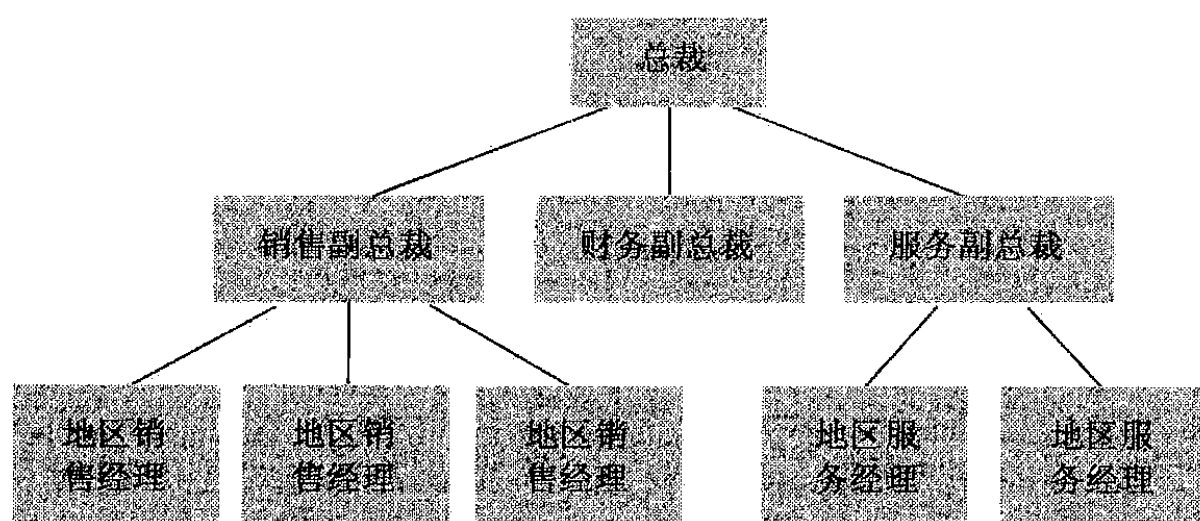 总裁
销售副总裁
财务副总裁
服务副总裁
地区销
售经理
地区销
售经理
地区销
售经理
地区服
务经理
地区服
务经理